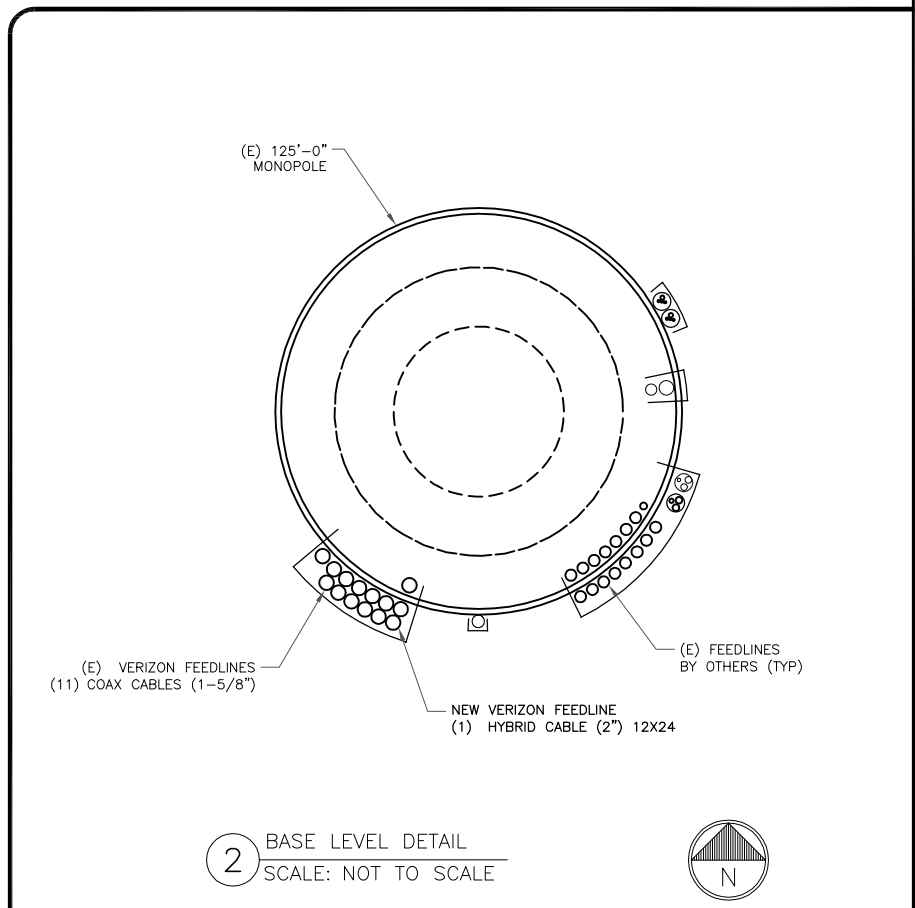 (E) 125'-0"
MONOPOLE
(E) VERIZON FEEDLINES
(11) COAX CABLES (1-5/8")
(E) FEEDLINES
BY OTHERS (TYP)
NEW VERIZON FEEDLINE
(1) HYBRID CABLE (2") 12X24
2
BASE LEVEL DETAIL
SCALE: NOT TO SCALE
N